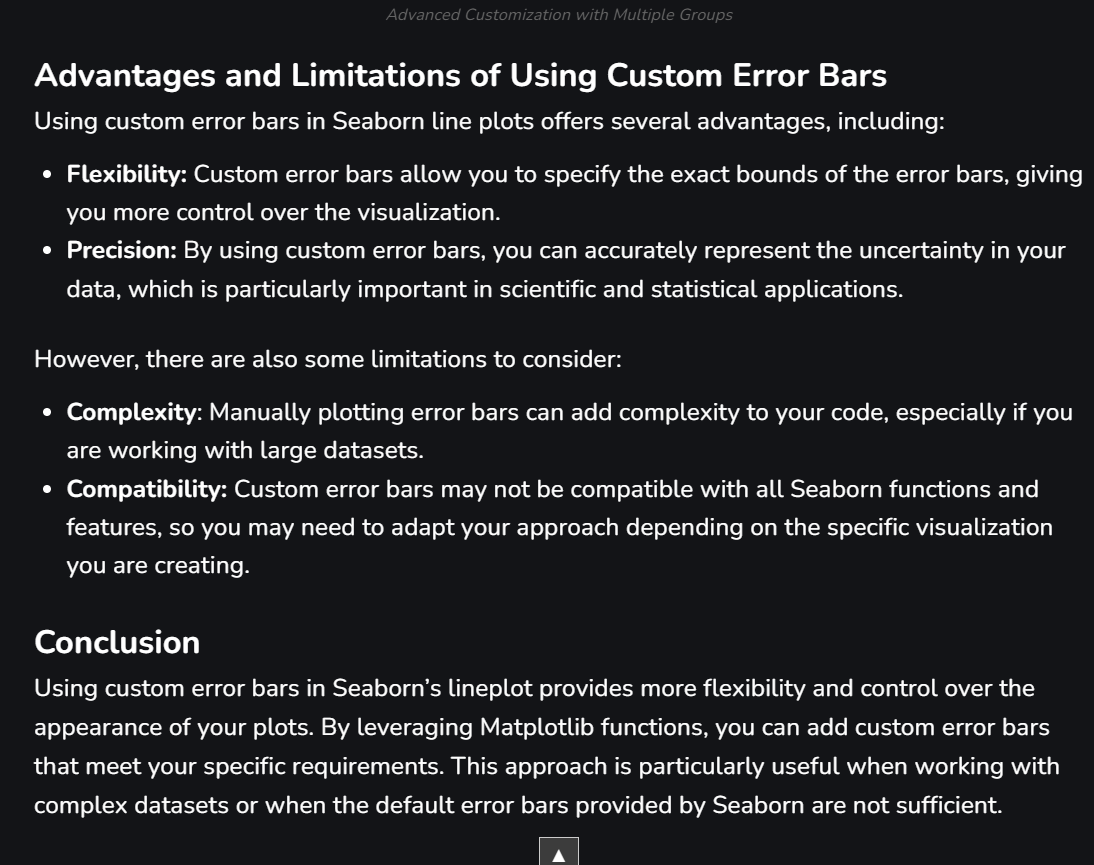 Advanced Customization with Multiple Groups
Advantages and Limitations of Using Custom Error Bars
Using custom error bars in Seaborn line plots offers several advantages, including:
• Flexibility: Custom error bars allow you to specify the exact bounds of the error bars, giving
you more control over the visualization.
• Precision: By using custom error bars, you can accurately represent the uncertainty in your
data, which is particularly important in scientific and statistical applications.
However, there are also some limitations to consider:
• Complexity: Manually plotting error bars can add complexity to your code, especially if you
are working with large datasets.
• Compatibility: Custom error bars may not be compatible with all Seaborn functions and
features, so you may need to adapt your approach depending on the specific visualization
you are creating.
Conclusion
Using custom error bars in Seaborn’s lineplot provides more flexibility and control over the
appearance of your plots. By leveraging Matplotlib functions, you can add custom error bars
that meet your specific requirements. This approach is particularly useful when working with
complex datasets or when the default error bars provided by Seaborn are not sufficient.